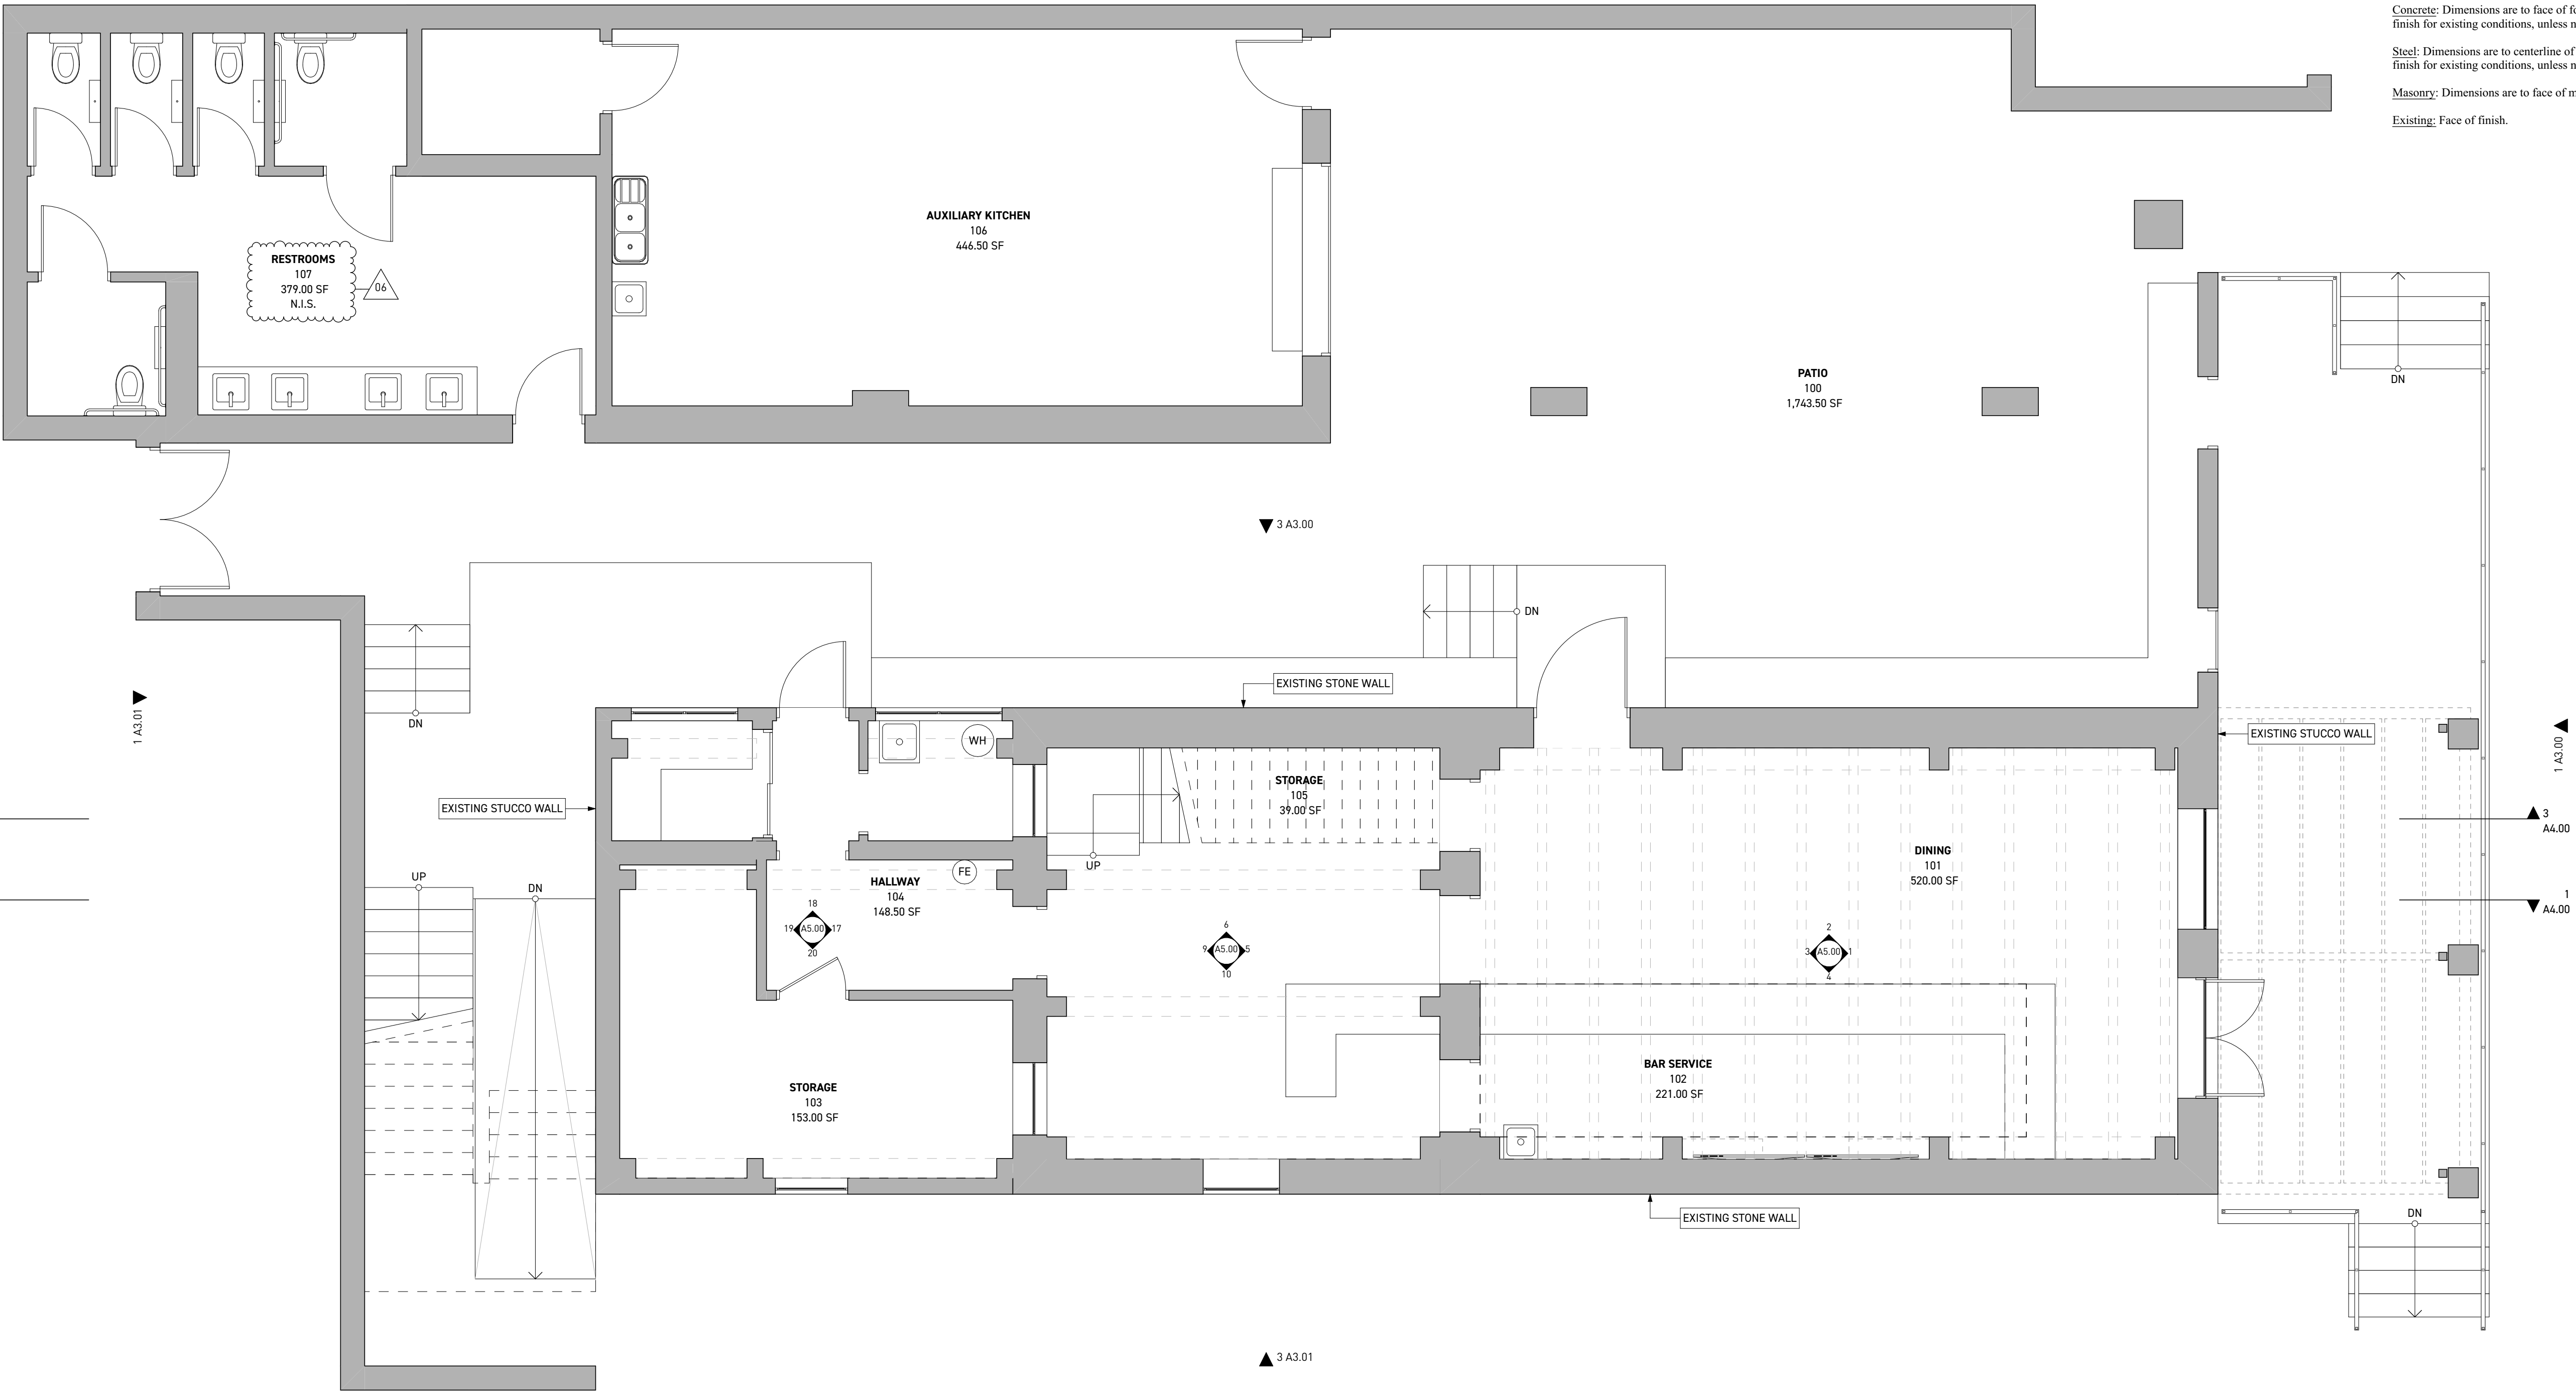 Concrete: Dimensions are to face of
finish for existing conditions, unless
Steel: Dimensions are to centerline of
finish for existing conditions, unless
Masonry: Dimensions are to face of
Existing: Face of finish.
AUXILIARY KITCHEN
106
446.50 SF
RESTROOMS
107
379.00 SF
N.I.S.
06
PATIO
100
1,743.50 SF
DN
3 A3.00
DN
DN
1 A3.01
EXISTING STONE WALL
WH
EXISTING STUCCO WALL
1 A3.00
EXISTING STUCCO WALL
STORAGE
105
39.00 SF
UP
3
A4.00
DINING
101
520.00 SF
FE
HALLWAY
104
148.50 SF
UP
DN
1
A4.00
18
19 A5.00 17
20
6
9 A5.00 5
10
2
3 A5.00 1
4
BAR SERVICE
102
221.00 SF
STORAGE
103
153.00 SF
EXISTING STONE WALL
DN
3 A3.01